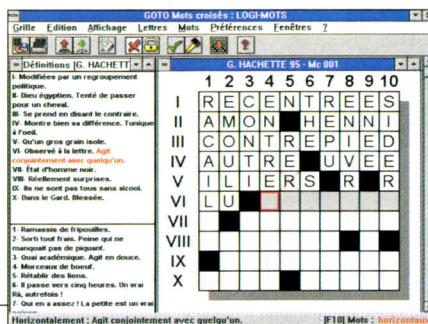 GOTO Mots croisés : LOGI-MOTS
Grille Edition Affichage Lettres Mots Préférences Fenêtres ?
Définitions [G. HACHETT
I- Modifiées par un regroupement
politique.
II- Dieu égyptien. Tenté de passer
pour un cheval.
III- Se prend en disant le contraire.
IV- Montre bien sa différence. Tunique
à l'oeil.
V- Qu'un gros grain isole.
VI- Observé à la lettre. Agit
conjointement avec quelqu'un.
VII- État d'homme noir.
VIII- Réellement surprises.
IX- Ils ne sont pas tous sans alcool.
X- Dans le Gard. Blessée.
1- Ramassis de fripouilles.
2- Sorti tout frais. Peine qui ne
manquait pas de piquant.
3- Quai académique. Agit en douce.
4- Morceaux de boeuf.
5- Rétablir des liens.
6- Il passe vers cinq heures. Un vrai
Râ, autrefois !
7- Qui en a assez ! La petite est un vrai
G. HACHETTE 95 - Mc 001
1 2 3 4 5 6 7 8 9 10
I R E C E N T R E E S
II A M O N H E N N I
III C O N T R E P I E D
IV A U T R E U V E E
V I L I E R S R R
VI L U
VII
VIII
IX
X
Horizontalement : Agit conjointement avec quelqu'un.
[F10] Mots : horizontaux